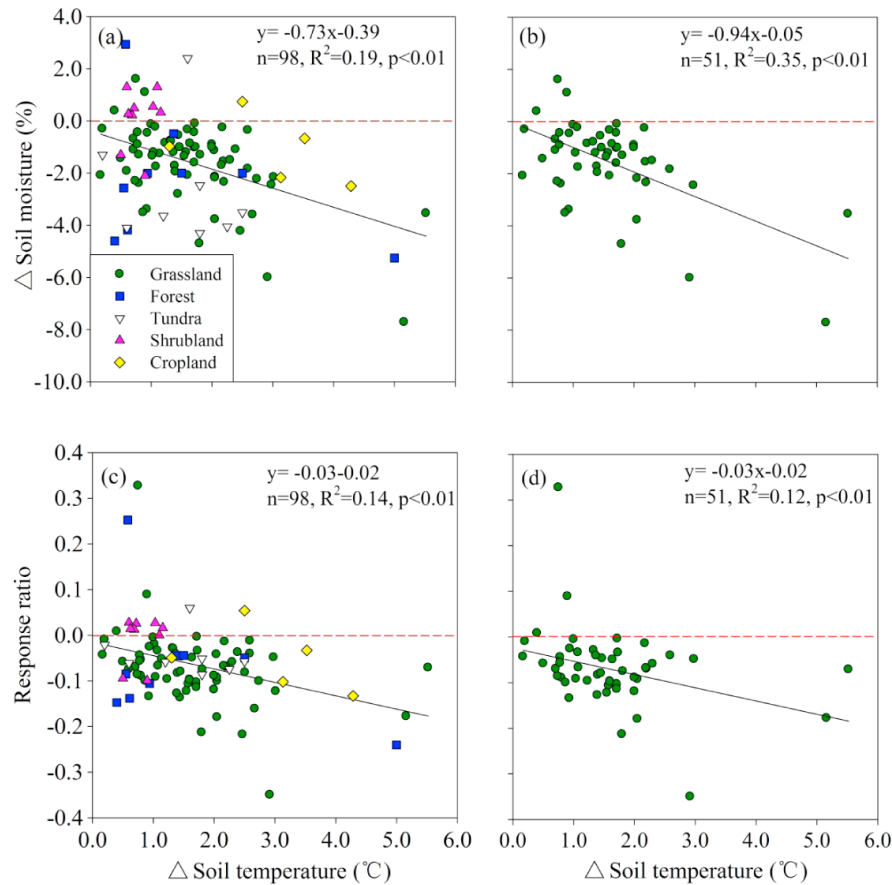 (a)
y= -0.73x-0.39
n=98, R²=0.19, p<0.01
(b)
y= -0.94x-0.05
n=51, R²=0.35, p<0.01
4.0
2.0
0.0
-2.0
-4.0
-6.0
-8.0
-10.0
△ Soil moisture (%)
Grassland
Forest
Tundra
Shrubland
Cropland
(c)
y= -0.03-0.02
n=98, R²=0.14, p<0.01
(d)
y= -0.03x-0.02
n=51, R²=0.12, p<0.01
0.4
0.3
0.2
0.1
0.0
-0.1
-0.2
-0.3
-0.4
Response ratio
0.0 1.0 2.0 3.0 4.0 5.0 6.0
0.0 1.0 2.0 3.0 4.0 5.0 6.0
△ Soil temperature (℃)
△ Soil temperature (℃)